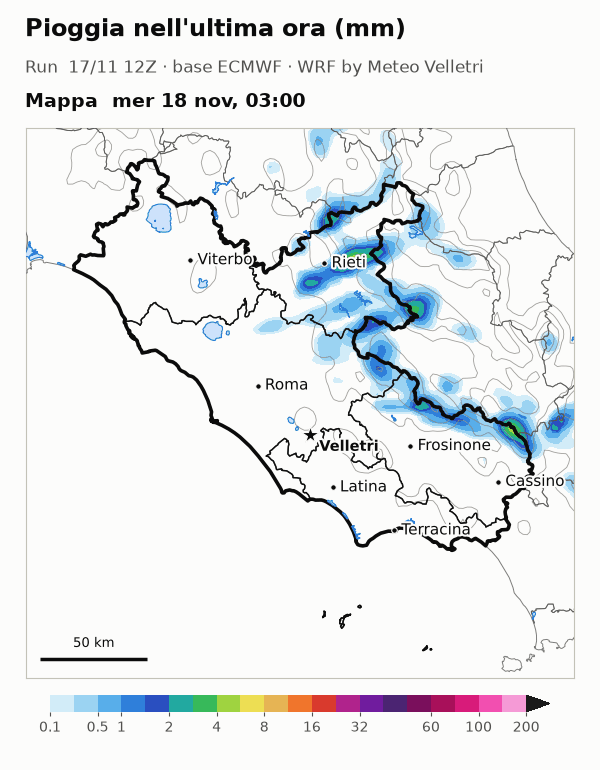 Pioggia nell'ultima ora (mm)
Run  17/11 12Z · base ECMWF · WRF by Meteo Velletri
Mappa  mer 18 nov, 03:00
Viterbo
Rieti
Roma
Velletri
Frosinone
Latina
Cassino
Terracina
50 km
0.1 0.5 1 2 4 8 16 32 60 100 200